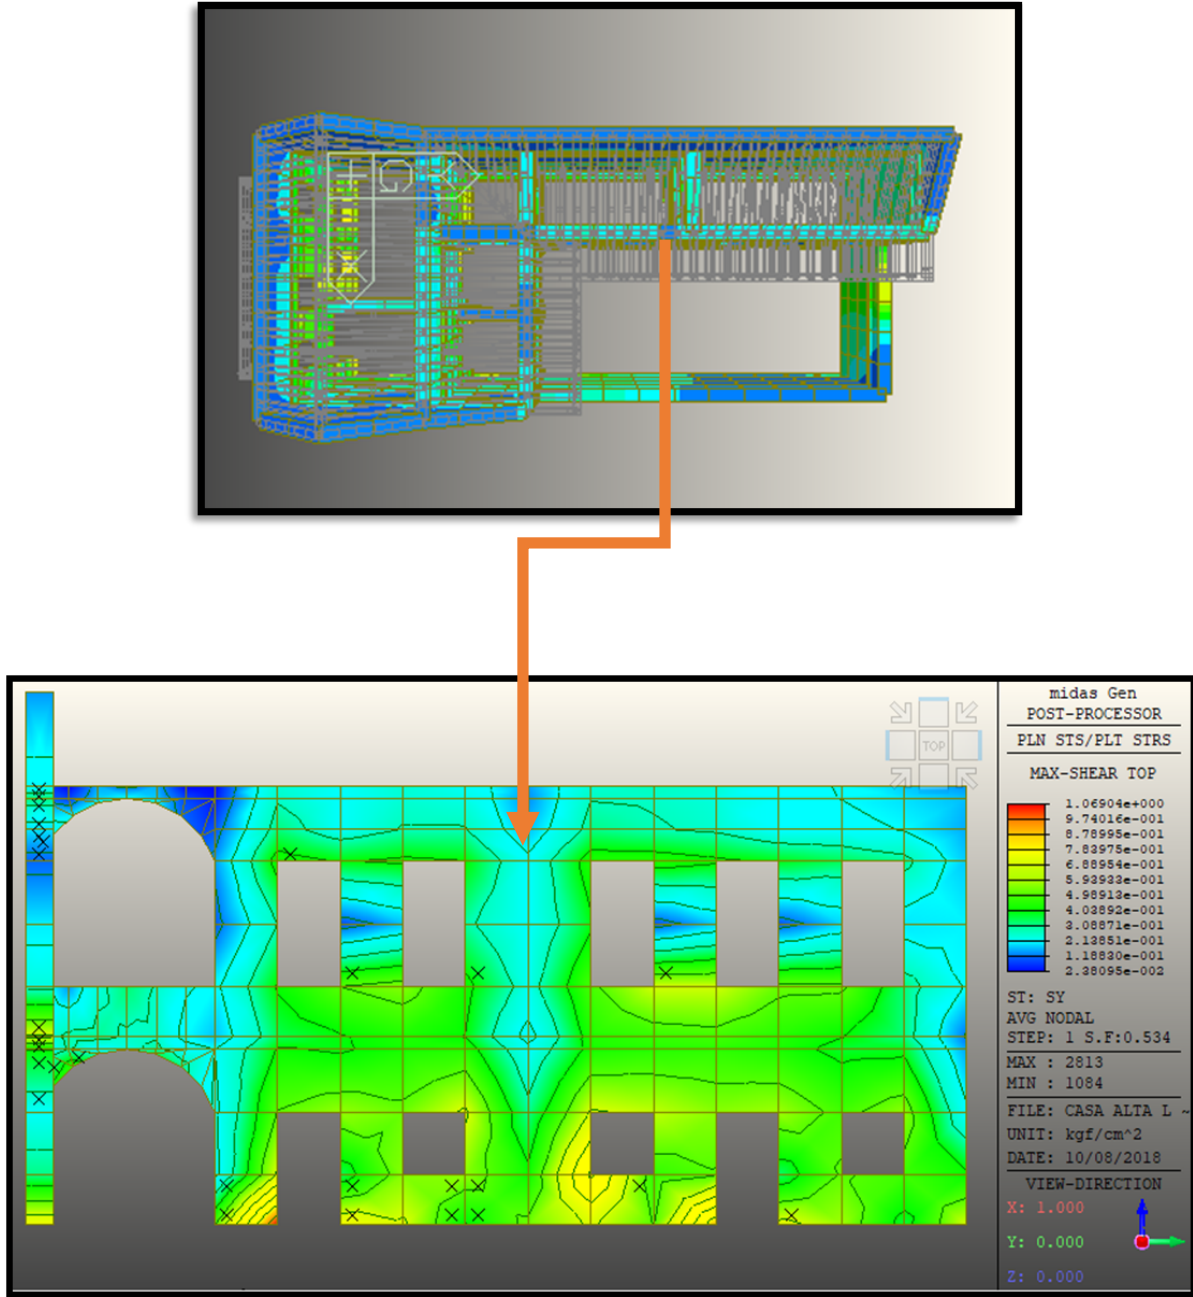 midas Gen
POST-PROCESSOR
PLN STS/PLT STRS
MAX-SHEAR TOP
1.06904e+000
9.74016e-001
8.78995e-001
7.83975e-001
6.88954e-001
5.93933e-001
4.98913e-001
4.03892e-001
3.08871e-001
2.13851e-001
1.18830e-001
2.38095e-002
ST: SY
AVG NODAL
STEP: 1 S.F:0.534
MAX : 2813
MIN : 1084
FILE: CASA ALTA L ~
UNIT: kgf/cm^2
DATE: 10/08/2018
VIEW-DIRECTION
X: 1.000
Y: 0.000
Z: 0.000
TOP